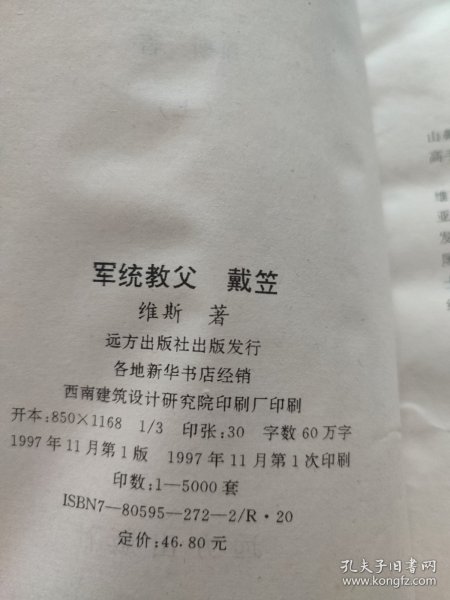 军统教父 戴笠
维斯 著
远方出版社出版发行
各地新华书店经销
西南建筑设计研究院印刷厂印刷
开本:850×1168 1/3 印张:30 字数60万字
1997年11月第1版 1997年11月第1次印刷
印数:1—5000套
ISBN7—80595—272—2/R·20
定价:46.80元
孔夫子旧书网
www.kongfz.com